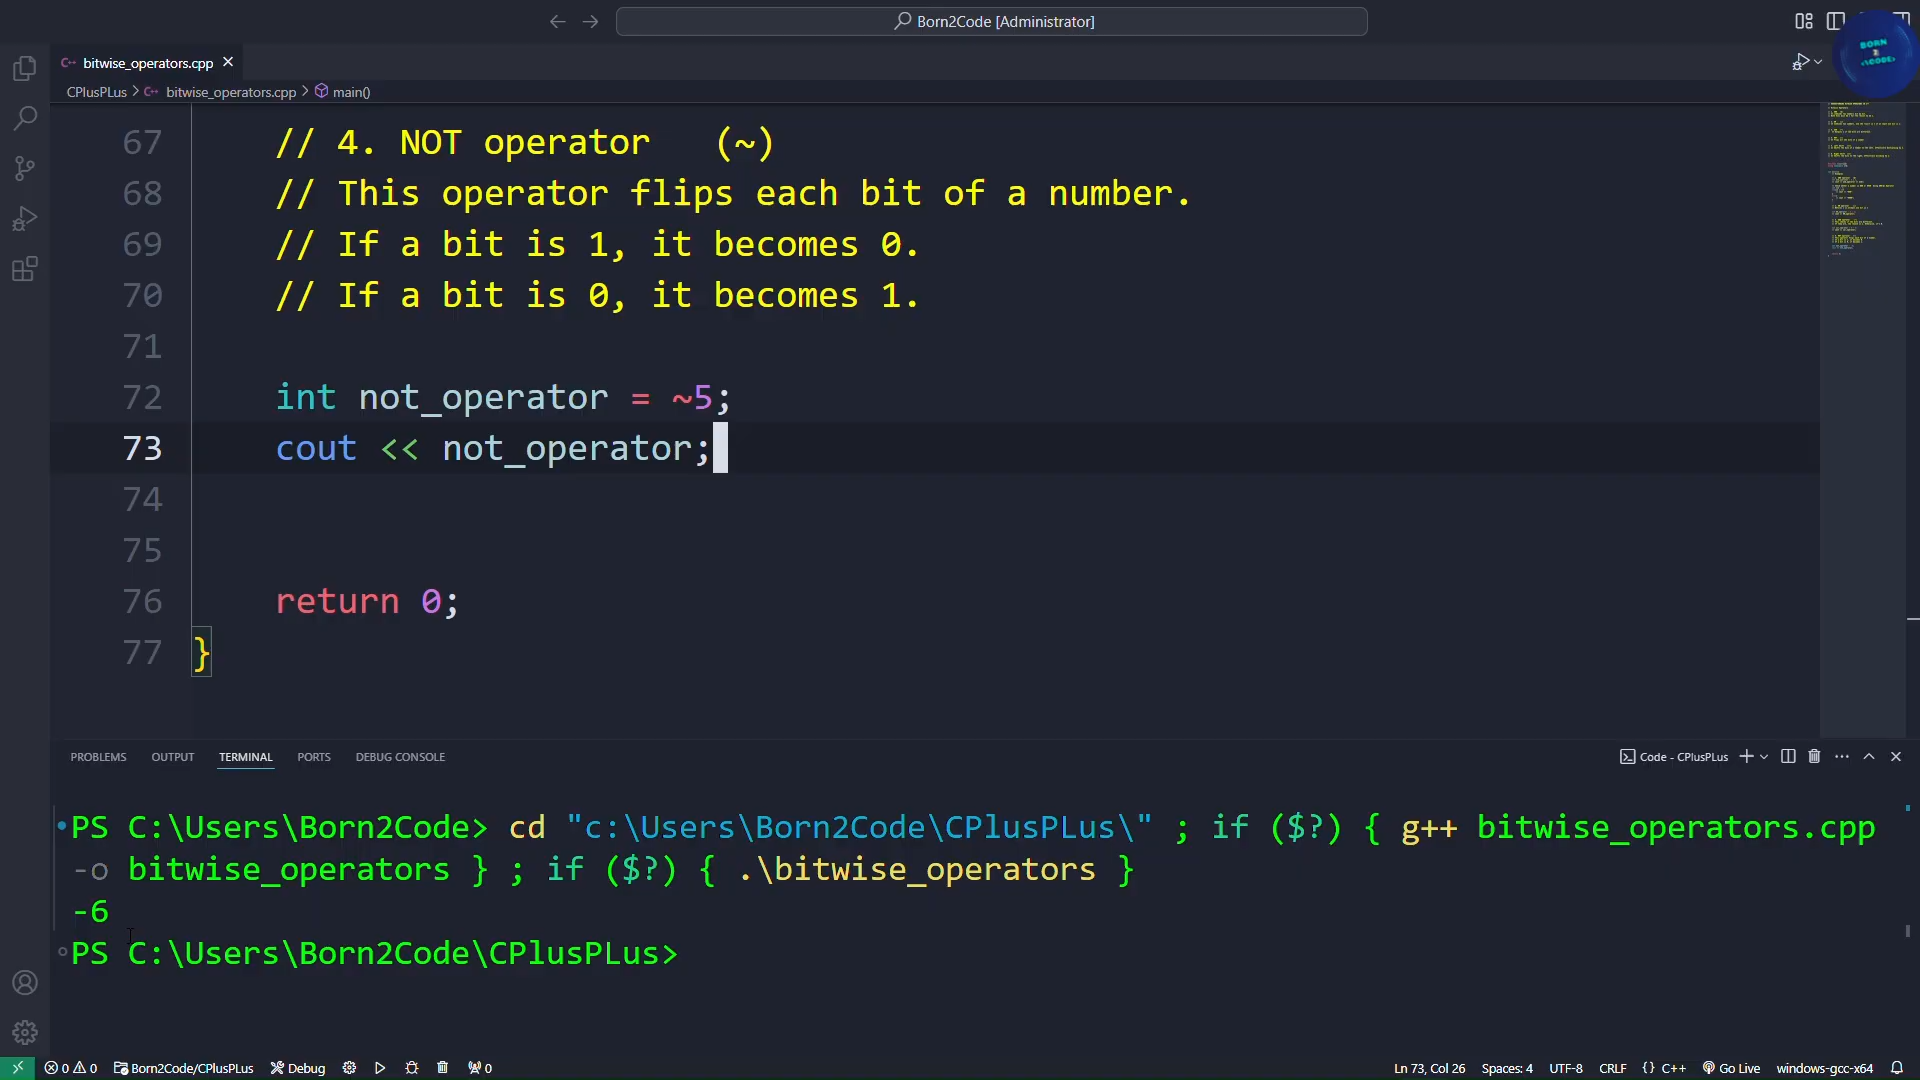 Born2Code [Administrator]
BORN
2
<\CODE>
C++ bitwise_operators.cpp
CPlusPLus > C++ bitwise_operators.cpp > main()
67 // 4. NOT operator (~)
68 // This operator flips each bit of a number.
69 // If a bit is 1, it becomes 0.
70 // If a bit is 0, it becomes 1.
71
72 int not_operator = ~5;
73 cout << not_operator;
74
75
76 return 0;
77 }
PROBLEMS OUTPUT TERMINAL PORTS DEBUG CONSOLE Code - CPlusPLus
PS C:\Users\Born2Code> cd "c:\Users\Born2Code\CPlusPLus\" ; if ($?) { g++ bitwise_operators.cpp
-o bitwise_operators } ; if ($?) { .\bitwise_operators }
-6
PS C:\Users\Born2Code\CPlusPLus>
0 0 Born2Code/CPlusPLus Debug 0 Ln 73, Col 26 Spaces: 4 UTF-8 CRLF {} C++ Go Live windows-gcc-x64